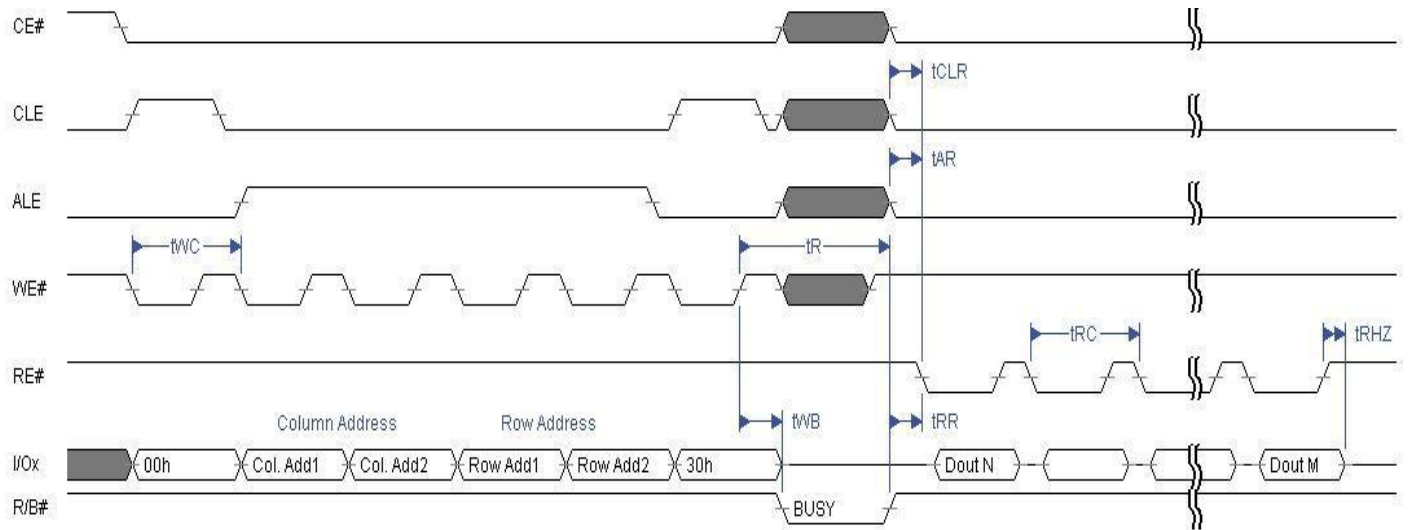 CE#
tCLR
CLE
tAR
ALE
tWC
tR
WE#
tRC
tRHZ
RE#
Column Address
Row Address
tWB
tRR
I/Ox
00h
Col. Add1
Col. Add2
Row Add1
Row Add2
30h
Dout N
Dout M
R/B#
BUSY